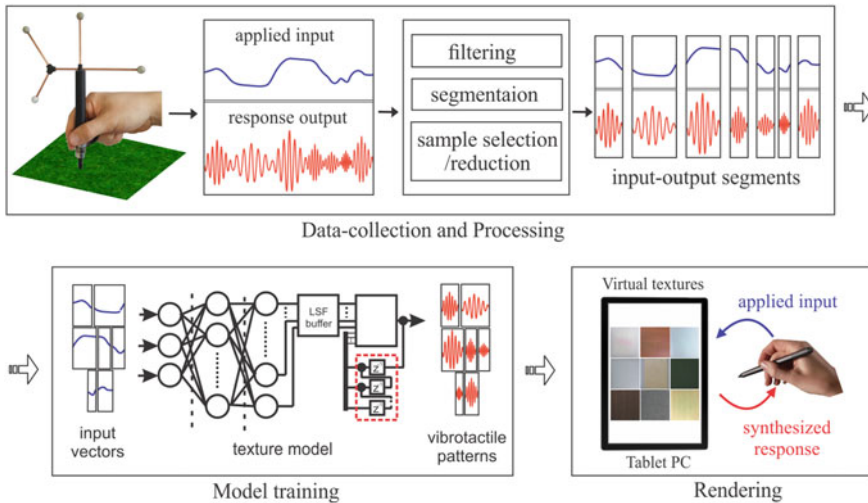 applied input
response output
filtering
segmentaion
sample selection
/reduction
input-output segments
Data-collection and Processing
input
vectors
texture model
LSF
buffer
Z
Z
Z
vibrotactile
patterns
Model training
Virtual textures
Tablet PC
applied input
synthesized
response
Rendering